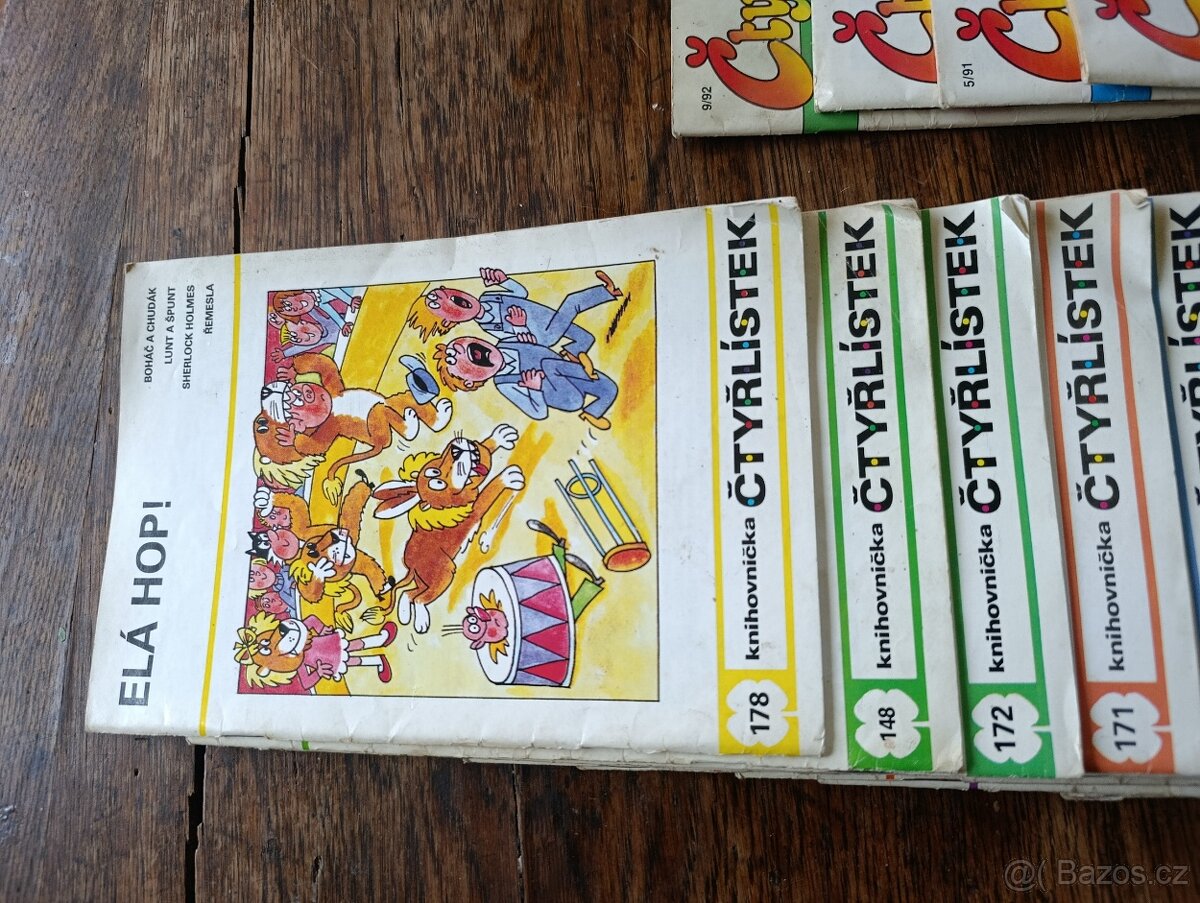 Čty
9/92
Č
5/91
Č
knihovnička ČTYŘLÍSTEK
178
ELÁ HOP!
BOHÁČ A CHUDÁK
LUNT A ŠPUNT
SHERLOCK HOLMES
ŘEMESLA
knihovnička ČTYŘLÍSTEK
148
knihovnička ČTYŘLÍSTEK
172
knihovnička ČTYŘLÍSTEK
171
@( Bazos.cz